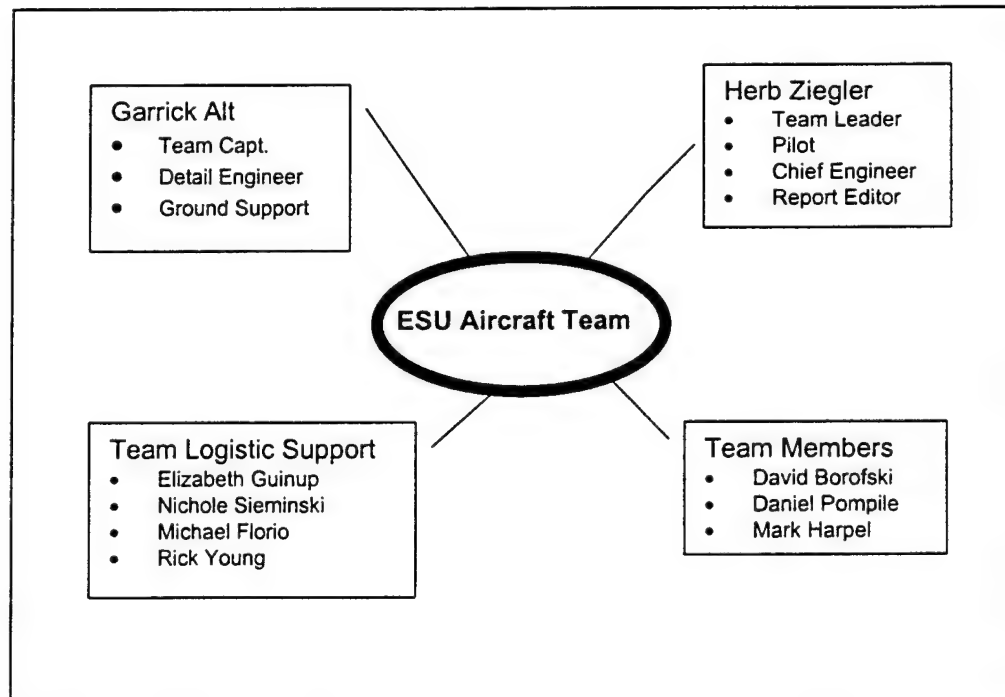 Garrick Alt
• Team Capt.
• Detail Engineer
• Ground Support
Herb Ziegler
• Team Leader
• Pilot
• Chief Engineer
• Report Editor
ESU Aircraft Team
Team Logistic Support
• Elizabeth Guinup
• Nichole Sieminski
• Michael Florio
• Rick Young
Team Members
• David Borofski
• Daniel Pompile
• Mark Harpel